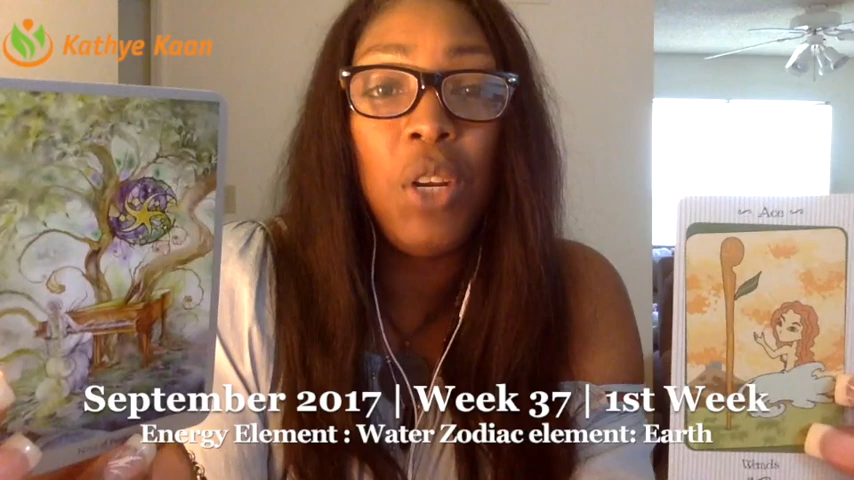 Kathye Kaan
Ace
September 2017 | Week 37 | 1st Week
Energy Element : Water Zodiac element: Earth
Wands